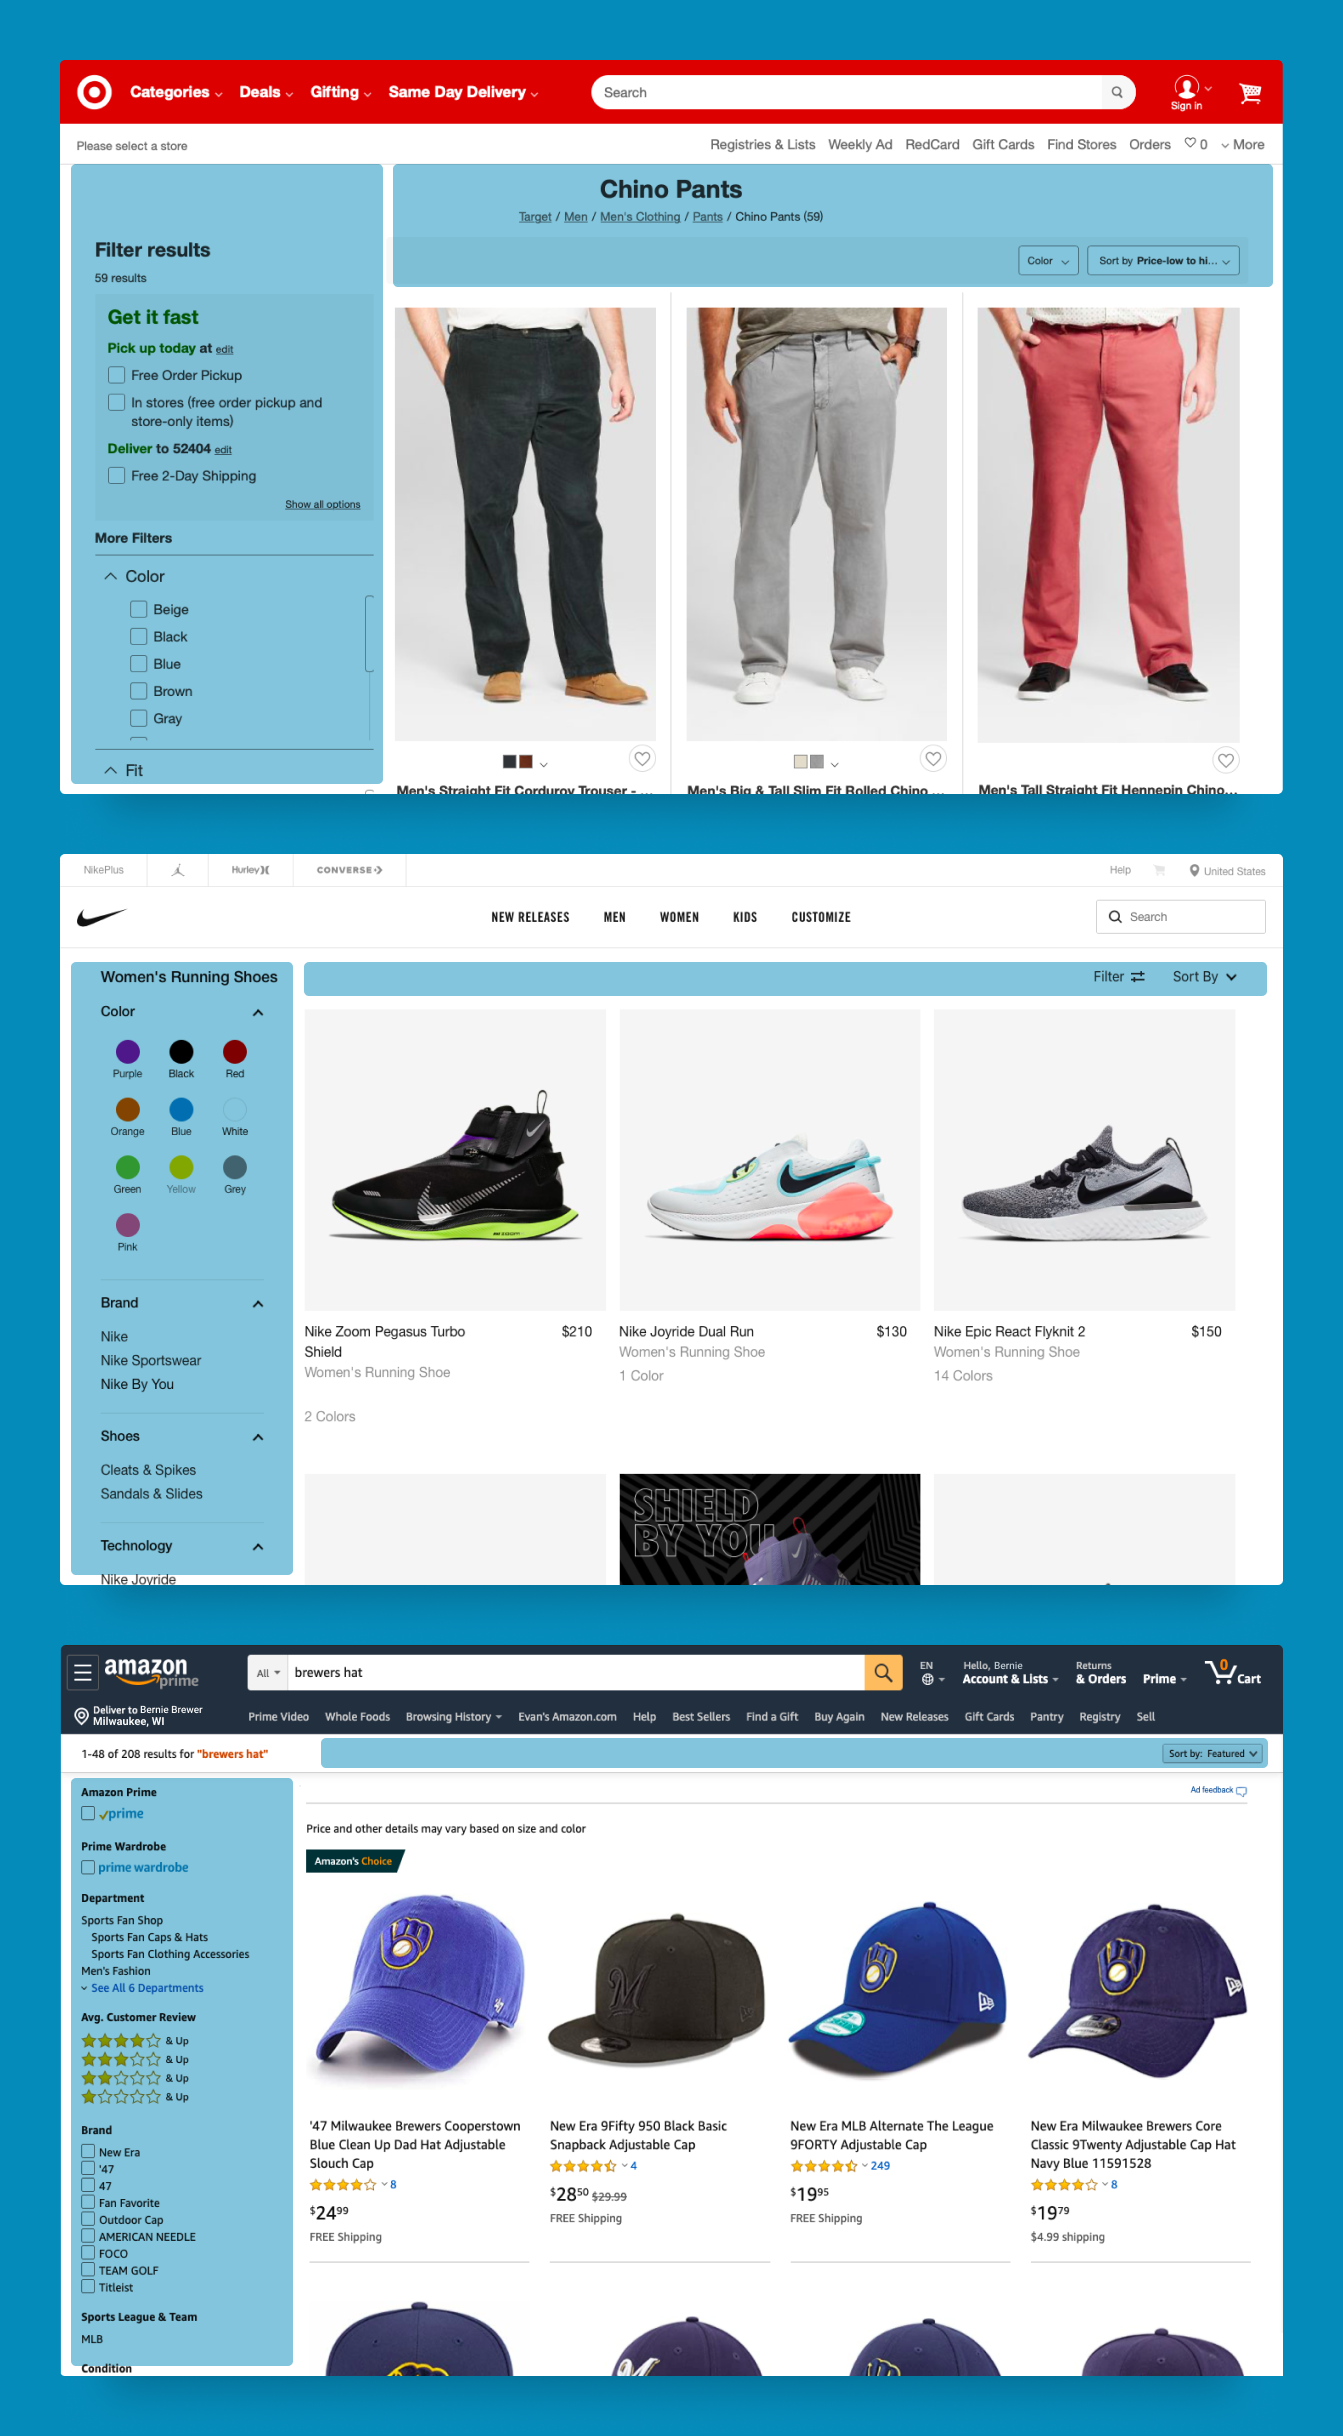 Categories Deals Gifting Same Day Delivery Search Sign in
Please select a store Registries & Lists Weekly Ad RedCard Gift Cards Find Stores Orders 0 More
Chino Pants
Target / Men / Men's Clothing / Pants / Chino Pants (59)
Color Sort by Price-low to hi...
Filter results
59 results
Get it fast
Pick up today at edit
Free Order Pickup
In stores (free order pickup and
store-only items)
Deliver to 52404 edit
Free 2-Day Shipping
Show all options
More Filters
Color
Beige
Black
Blue
Brown
Gray
Fit
Men's Straight Fit Corduroy Trouser - ...
Men's Big & Tall Slim Fit Rolled Chino ...
Men's Tall Straight Fit Hennepin Chino...
NikePlus Hurley CONVERSE Help United States
NEW RELEASES MEN WOMEN KIDS CUSTOMIZE Search
Women's Running Shoes
Filter Sort By
Color
Purple Black Red
Orange Blue White
Green Yellow Grey
Pink
Brand
Nike
Nike Sportswear
Nike By You
Shoes
Cleats & Spikes
Sandals & Slides
Technology
Nike Joyride
Nike Zoom Pegasus Turbo $210
Shield
Women's Running Shoe
2 Colors
Nike Joyride Dual Run $130
Women's Running Shoe
1 Color
Nike Epic React Flyknit 2 $150
Women's Running Shoe
14 Colors
SHIELD
BY YOU
amazon
prime
All brewers hat
EN
Hello, Bernie
Account & Lists
Returns
& Orders
Prime
0
Cart
Deliver to Bernie Brewer
Milwaukee, WI
Prime Video Whole Foods Browsing History Evan's Amazon.com Help Best Sellers Find a Gift Buy Again New Releases Gift Cards Pantry Registry Sell
1-48 of 208 results for "brewers hat" Sort by: Featured
Amazon Prime
prime
Prime Wardrobe
prime wardrobe
Department
Sports Fan Shop
Sports Fan Caps & Hats
Sports Fan Clothing Accessories
Men's Fashion
See All 6 Departments
Avg. Customer Review
& Up
& Up
& Up
& Up
Brand
New Era
'47
47
Fan Favorite
Outdoor Cap
AMERICAN NEEDLE
FOCO
TEAM GOLF
Titleist
Sports League & Team
MLB
Condition
Ad feedback
Price and other details may vary based on size and color
Amazon's Choice
'47 Milwaukee Brewers Cooperstown
Blue Clean Up Dad Hat Adjustable
Slouch Cap
8
$2499
FREE Shipping
New Era 9Fifty 950 Black Basic
Snapback Adjustable Cap
4
$2850 $29.99
FREE Shipping
New Era MLB Alternate The League
9FORTY Adjustable Cap
249
$1995
FREE Shipping
New Era Milwaukee Brewers Core
Classic 9Twenty Adjustable Cap Hat
Navy Blue 11591528
8
$1979
$4.99 shipping